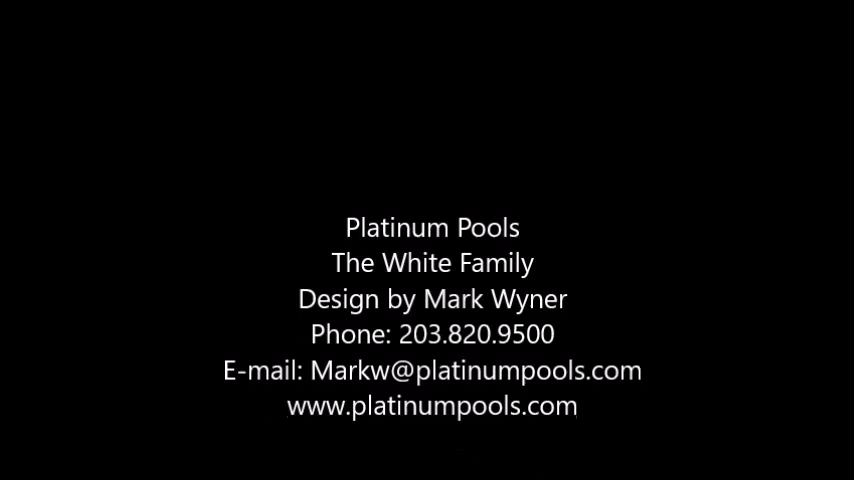 Platinum Pools
The White Family
Design by Mark Wyner
Phone: 203.820.9500
E-mail: Markw@platinumpools.com
www.platinumpools.com